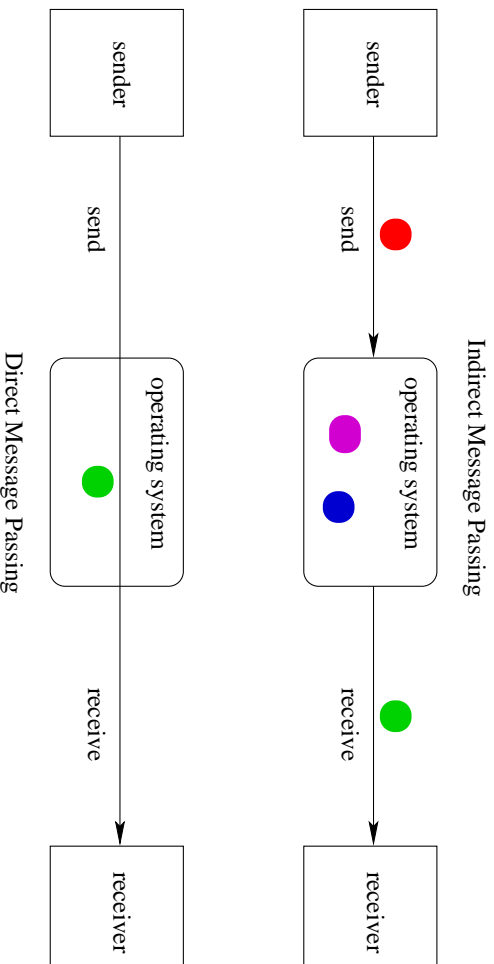 Indirect Message Passing
sender
send
operating system
receive
receiver
sender
send
operating system
receive
receiver
Direct Message Passing